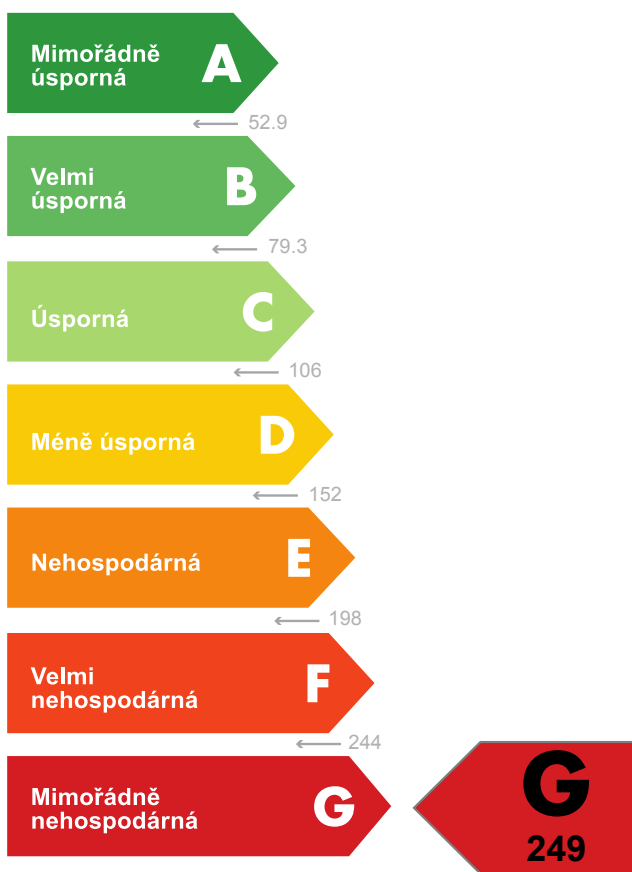 Mimořádně
úsporná
A
← 52.9
Velmi
úsporná
B
← 79.3
Úsporná
C
← 106
Méně úsporná
D
← 152
Nehospodárná
E
← 198
Velmi
nehospodárná
F
← 244
Mimořádně
nehospodárná
G
G
249